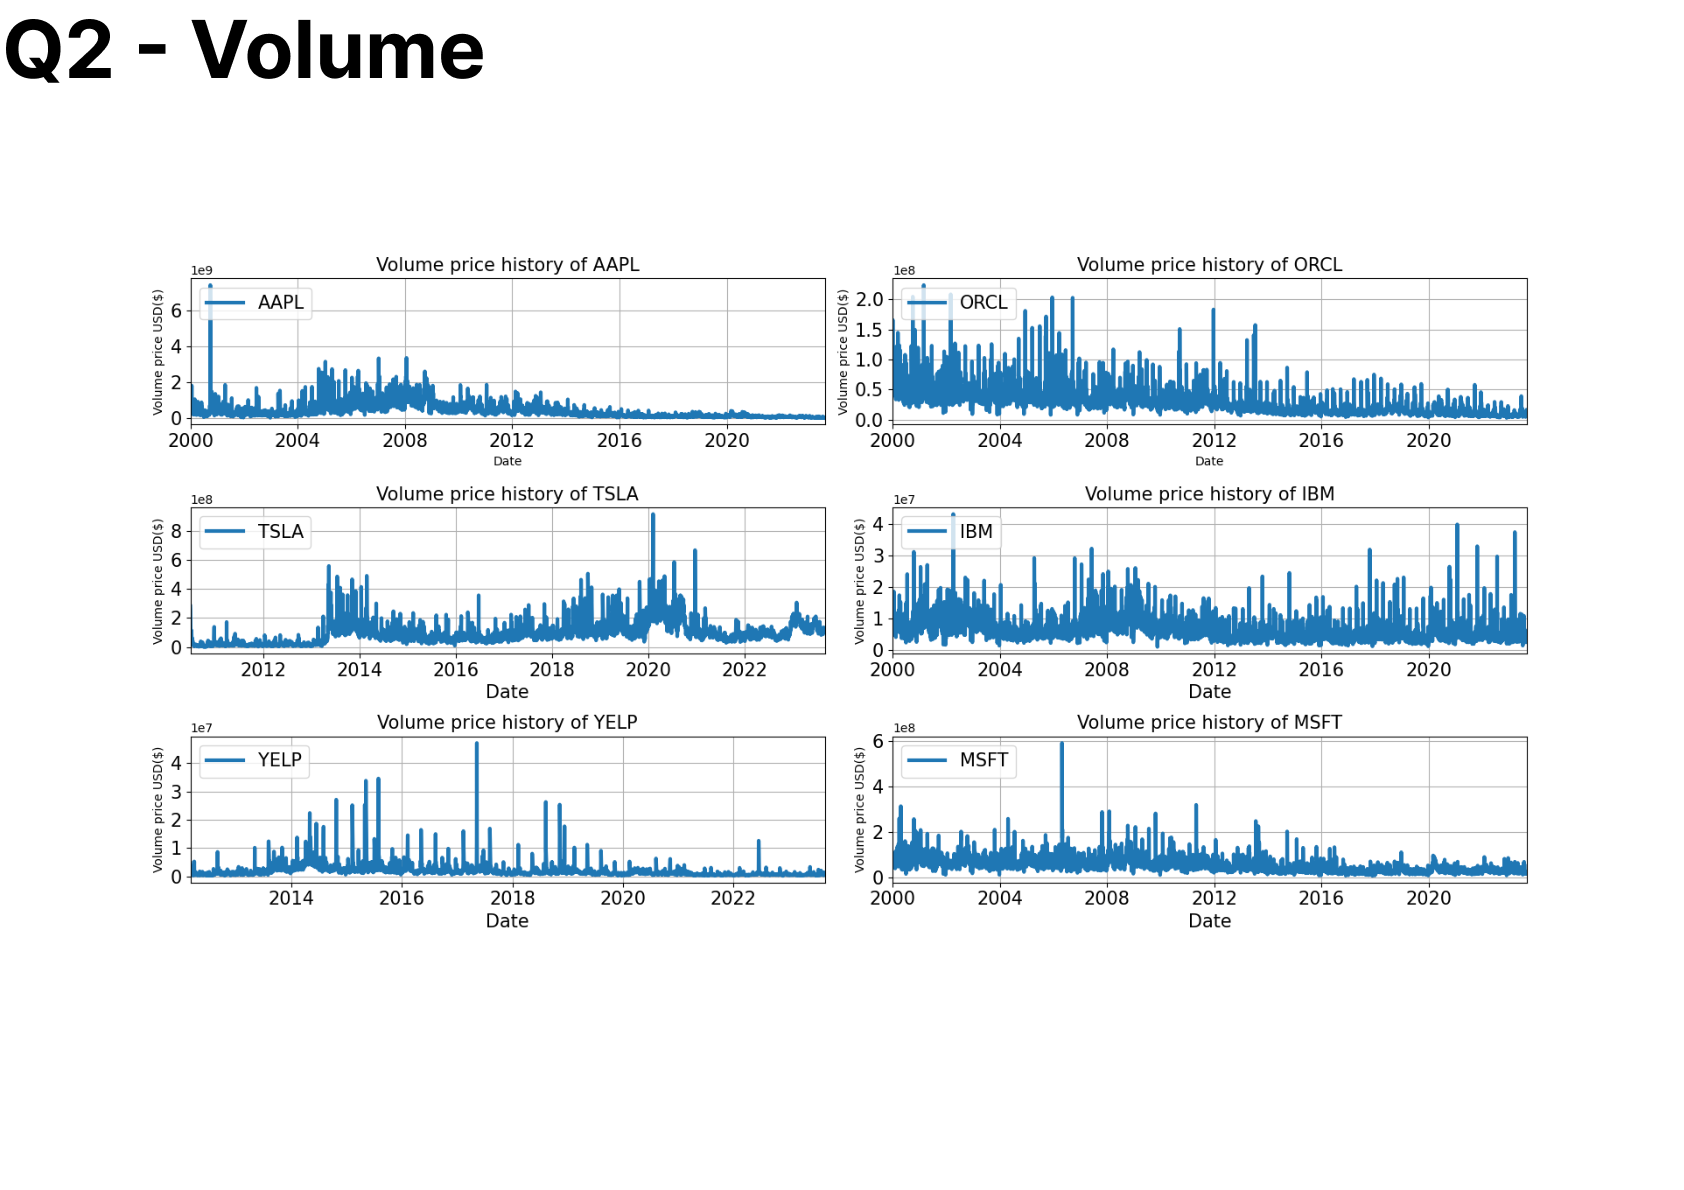 Q2 - Volume
Volume price history of AAPL
1e9
Volume price USD($)
6
4
2
0
AAPL
2000 2004 2008 2012 2016 2020
Date
Volume price history of ORCL
1e8
Volume price USD($)
2.0
1.5
1.0
0.5
0.0
ORCL
2000 2004 2008 2012 2016 2020
Date
Volume price history of TSLA
1e8
Volume price USD($)
8
6
4
2
0
TSLA
2012 2014 2016 2018 2020 2022
Date
Volume price history of IBM
1e7
Volume price USD($)
4
3
2
1
0
IBM
2000 2004 2008 2012 2016 2020
Date
Volume price history of YELP
1e7
Volume price USD($)
4
3
2
1
0
YELP
2014 2016 2018 2020 2022
Date
Volume price history of MSFT
1e8
Volume price USD($)
6
4
2
0
MSFT
2000 2004 2008 2012 2016 2020
Date